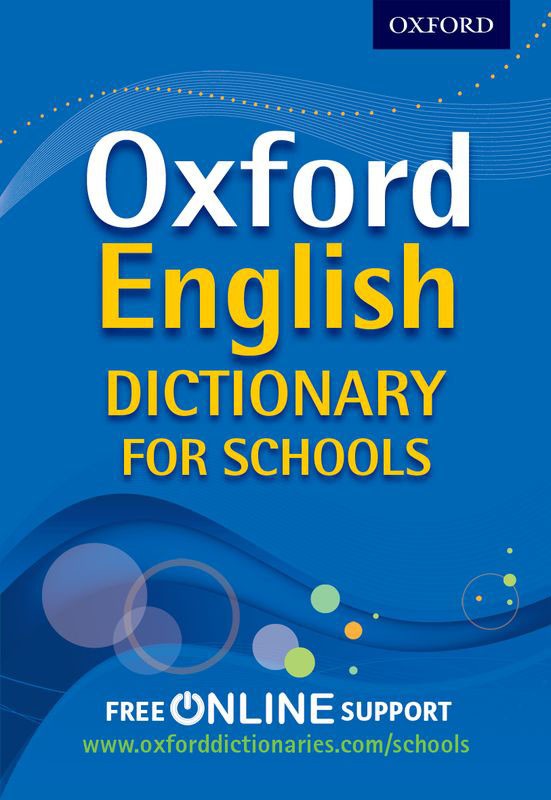 OXFORD
Oxford
English
DICTIONARY
FOR SCHOOLS
FREE ONLINE SUPPORT
www.oxforddictionaries.com/schools